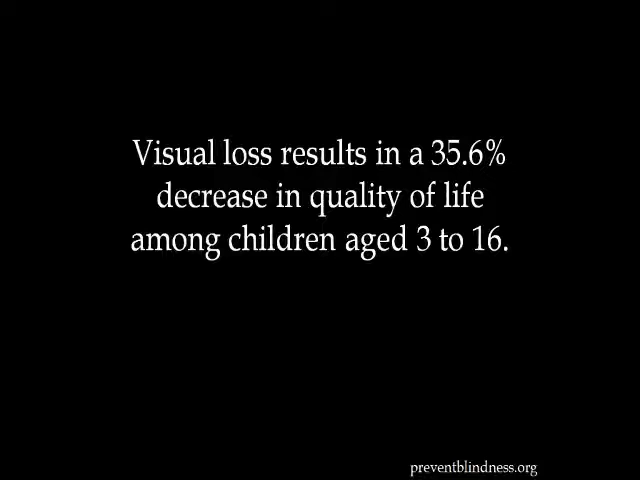 Visual loss results in a 35.6%
decrease in quality of life
among children aged 3 to 16.
preventblindness.org